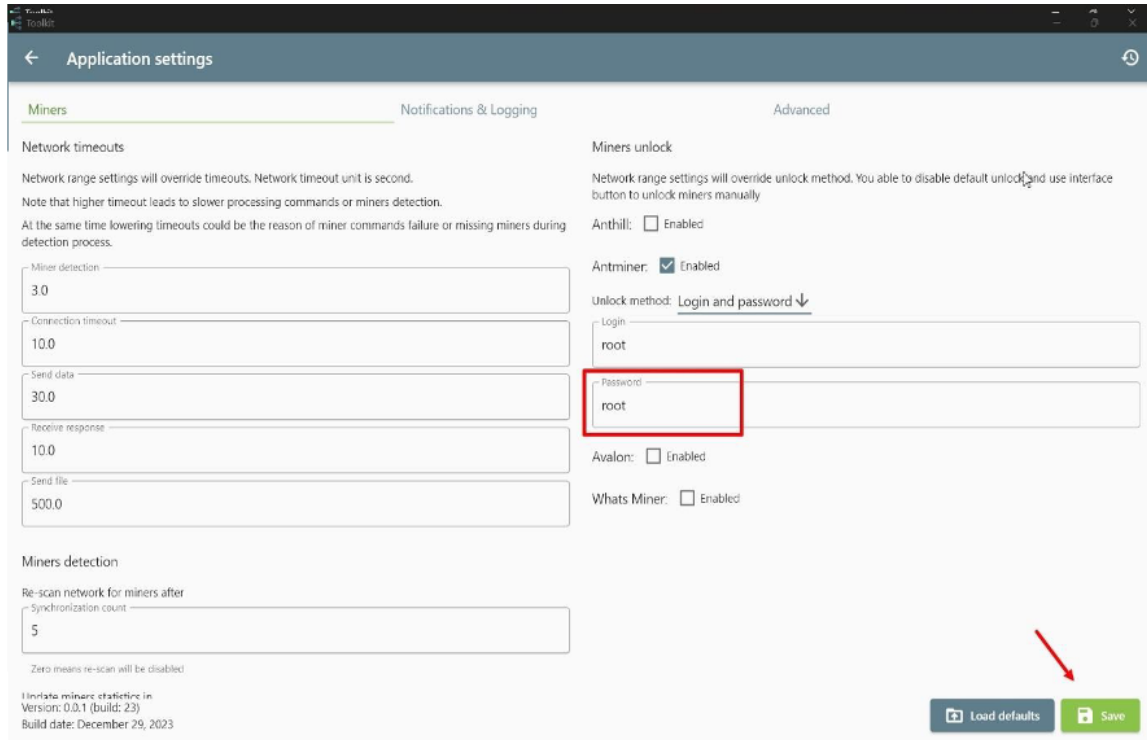 Toolkit
Toolkit
Application settings
Miners
Notifications & Logging
Advanced
Network timeouts
Network range settings will override timeouts. Network timeout unit is second.
Note that higher timeout leads to slower processing commands or miners detection.
At the same time lowering timeouts could be the reason of miner commands failure or missing miners during
detection process.
Miner detection
3.0
Connection timeout
10.0
Send data
30.0
Receive response
10.0
Send file
500.0
Miners detection
Re-scan network for miners after
Synchronization count
5
Zero means re-scan will be disabled
Update miners statistics in
Version: 0.0.1 (build: 23)
Build date: December 29, 2023
Miners unlock
Network range settings will override unlock method. You able to disable default unlock and use interface
button to unlock miners manually
Anthill: Enabled
Antminer: Enabled
Unlock method: Login and password
Login
root
Password
root
Avalon: Enabled
Whats Miner: Enabled
Load defaults
Save